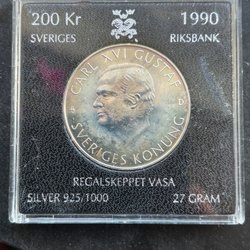 200 Kr 1990
SVERIGES RIKSBANK
CARL XVI GUSTAF
SVERIGES KONUNG
REGALSKEPPET VASA
SILVER 925/1000 27 GRAM